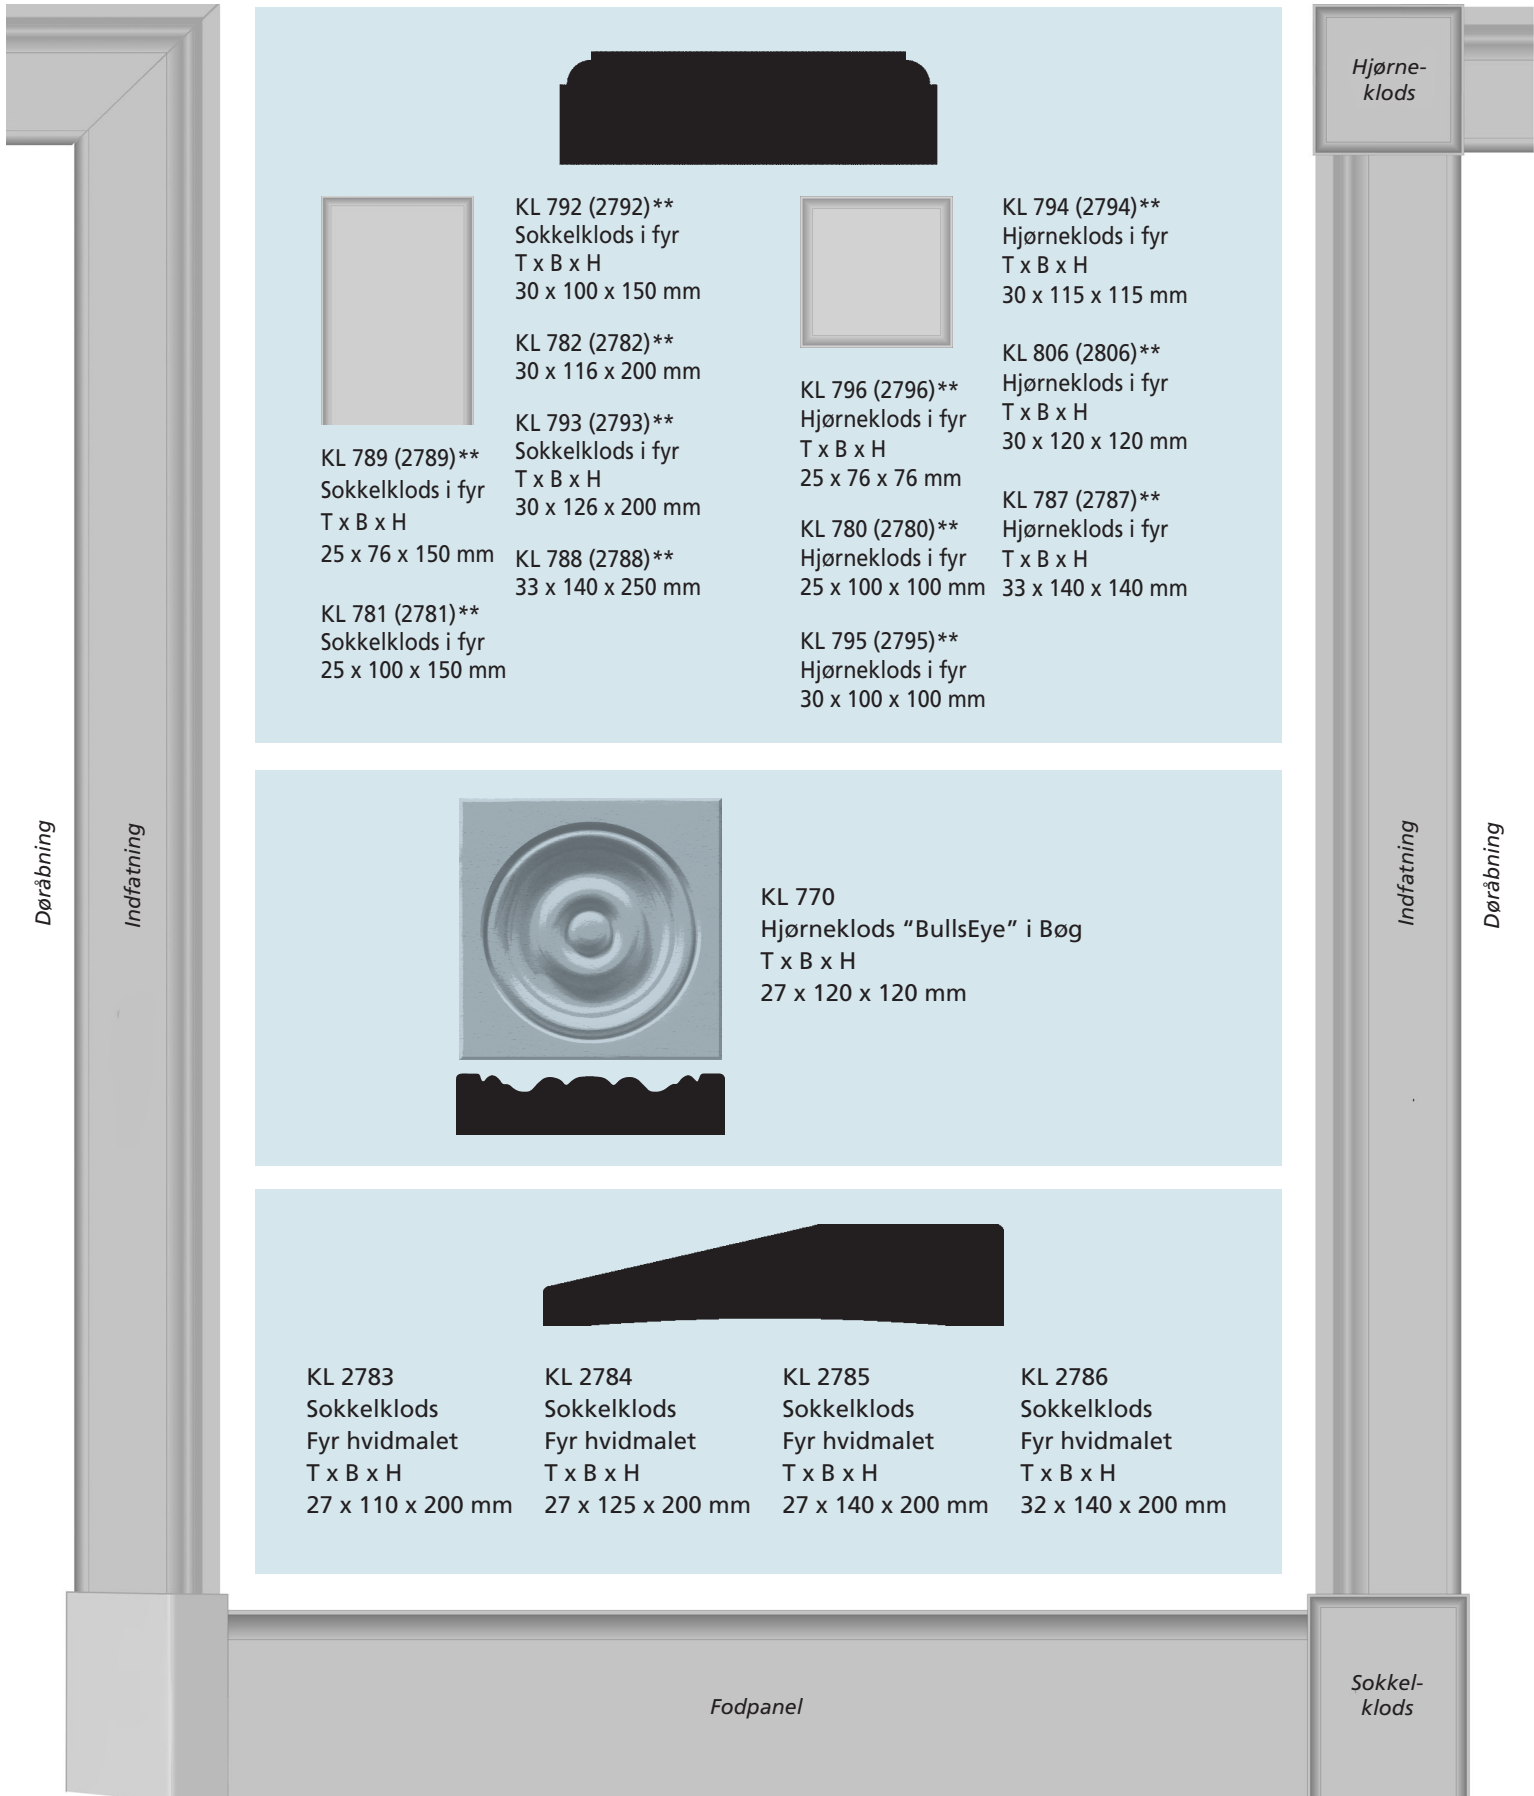 Hjørne-
klods
KL 789 (2789)**
Sokkelklods i fyr
T x B x H
25 x 76 x 150 mm
KL 781 (2781)**
Sokkelklods i fyr
25 x 100 x 150 mm
KL 792 (2792)**
Sokkelklods i fyr
T x B x H
30 x 100 x 150 mm
KL 782 (2782)**
30 x 116 x 200 mm
KL 793 (2793)**
Sokkelklods i fyr
T x B x H
30 x 126 x 200 mm
KL 788 (2788)**
33 x 140 x 250 mm
KL 796 (2796)**
Hjørneklods i fyr
T x B x H
25 x 76 x 76 mm
KL 780 (2780)**
Hjørneklods i fyr
25 x 100 x 100 mm
KL 795 (2795)**
Hjørneklods i fyr
30 x 100 x 100 mm
KL 794 (2794)**
Hjørneklods i fyr
T x B x H
30 x 115 x 115 mm
KL 806 (2806)**
Hjørneklods i fyr
T x B x H
30 x 120 x 120 mm
KL 787 (2787)**
Hjørneklods i fyr
T x B x H
33 x 140 x 140 mm
Døråbning
Indfatning
KL 770
Hjørneklods “BullsEye” i Bøg
T x B x H
27 x 120 x 120 mm
Indfatning
Døråbning
KL 2783
Sokkelklods
Fyr hvidmalet
T x B x H
27 x 110 x 200 mm
KL 2784
Sokkelklods
Fyr hvidmalet
T x B x H
27 x 125 x 200 mm
KL 2785
Sokkelklods
Fyr hvidmalet
T x B x H
27 x 140 x 200 mm
KL 2786
Sokkelklods
Fyr hvidmalet
T x B x H
32 x 140 x 200 mm
Fodpanel
Sokkel-
klods